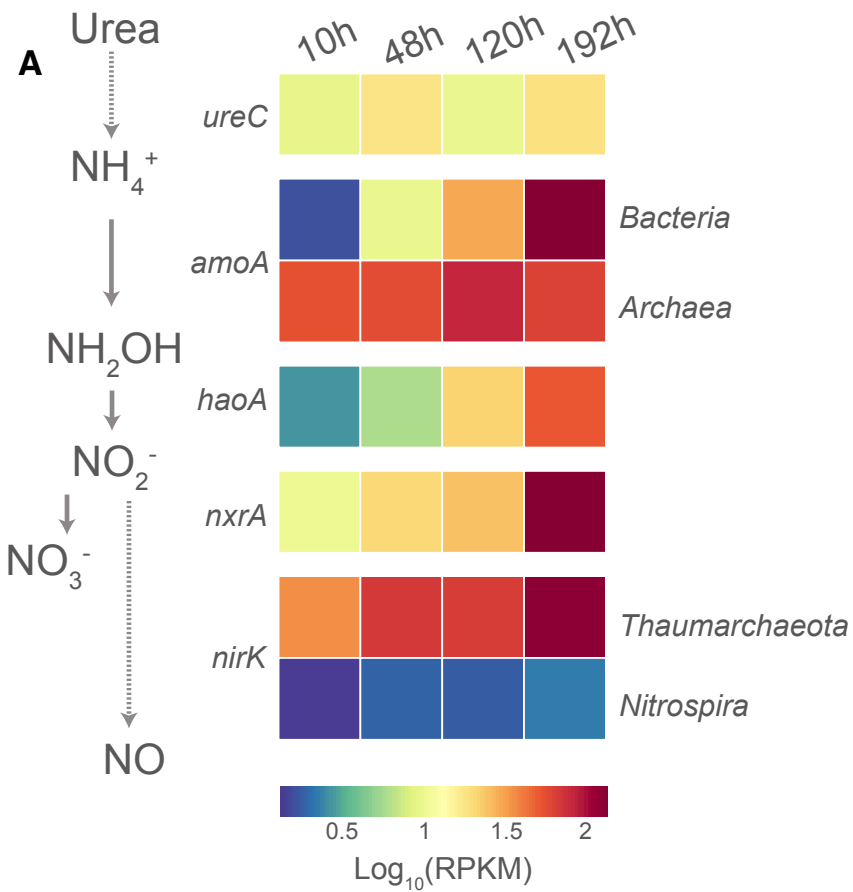 A
Urea
NH₄⁺
NH₂OH
NO₂⁻
NO₃⁻
NO
10h 48h 120h 192h
ureC
amoA
Bacteria
Archaea
haoA
nxrA
nirK
Thaumarchaeota
Nitrospira
0.5 1 1.5 2
Log₁₀(RPKM)